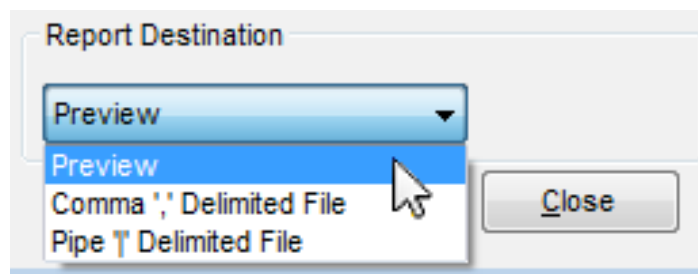 Report Destination
Preview
Preview
Comma ',' Delimited File
Close
Pipe '|' Delimited File